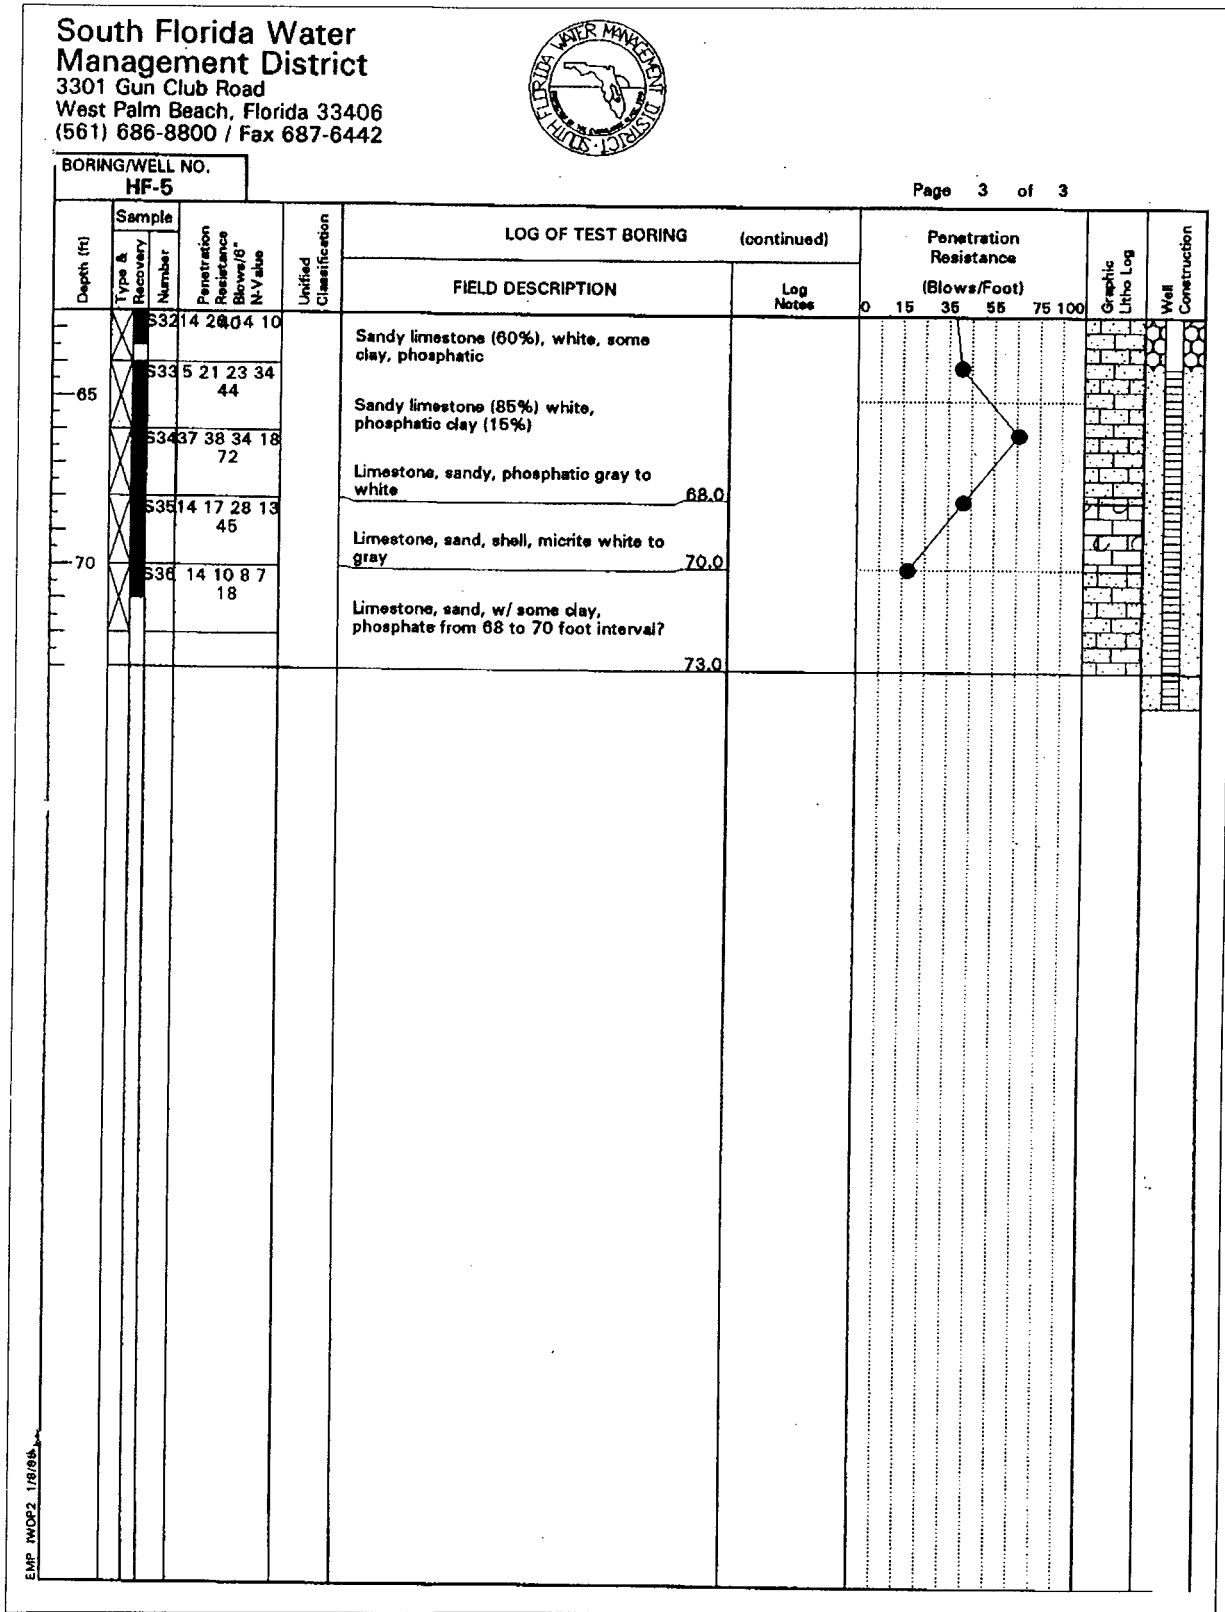 South Florida Water
Management District
3301 Gun Club Road
West Palm Beach, Florida 33406
(561) 686-8800 / Fax 687-6442
SOUTH FLORIDA WATER MANAGEMENT DISTRICT
BORING/WELL NO.
HF-5
Page 3 of 3
Depth (ft)
Sample
Type &
Recovery
Number
Penetration
Resistance
Blows/6"
N-Value
Unified
Classification
LOG OF TEST BORING (continued)
FIELD DESCRIPTION
Log
Notes
Penetration
Resistance
(Blows/Foot)
0 15 35 55 75 100
Graphic
Litho Log
Well
Construction
S32 14 10
Sandy limestone (60%), white, some
clay, phosphatic
S33 5 21 23 34
44
65
Sandy limestone (85%) white,
phosphatic clay (15%)
S34 37 38 34 18
72
Limestone, sandy, phosphatic gray to
white 68.0
S35 14 17 28 13
45
Limestone, sand, shell, micrite white to
gray 70.0
70
S36 14 10 8 7
18
Limestone, sand, w/ some clay,
phosphate from 68 to 70 foot interval?
73.0